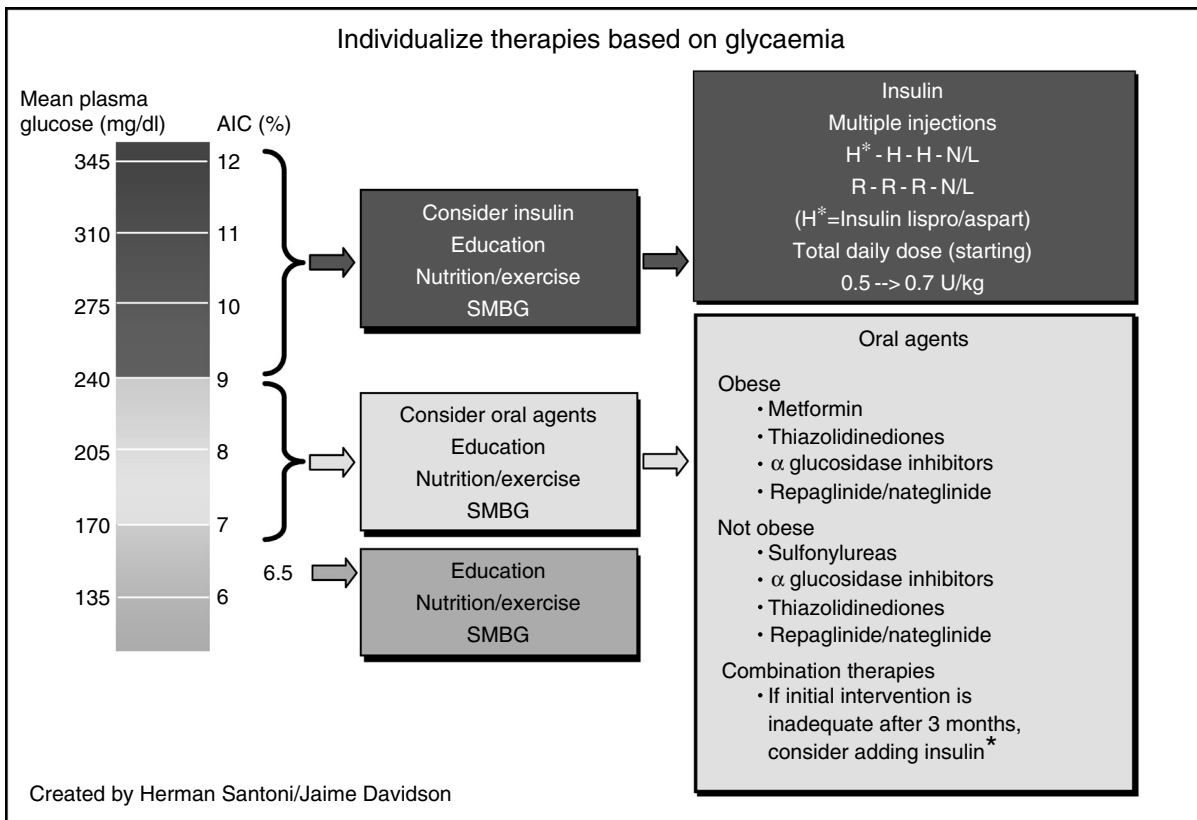 Individualize therapies based on glycaemia
Mean plasma
glucose (mg/dl)
AIC (%)
345
12
310
11
275
10
240
9
205
8
170
7
135
6
6.5
Consider insulin
Education
Nutrition/exercise
SMBG
Consider oral agents
Education
Nutrition/exercise
SMBG
Education
Nutrition/exercise
SMBG
Insulin
Multiple injections
H* - H - H - N/L
R - R - R - N/L
(H*=Insulin lispro/aspart)
Total daily dose (starting)
0.5 --> 0.7 U/kg
Oral agents
Obese
• Metformin
• Thiazolidinediones
• α glucosidase inhibitors
• Repaglinide/nateglinide
Not obese
• Sulfonylureas
• α glucosidase inhibitors
• Thiazolidinediones
• Repaglinide/nateglinide
Combination therapies
• If initial intervention is
inadequate after 3 months,
consider adding insulin*
Created by Herman Santoni/Jaime Davidson